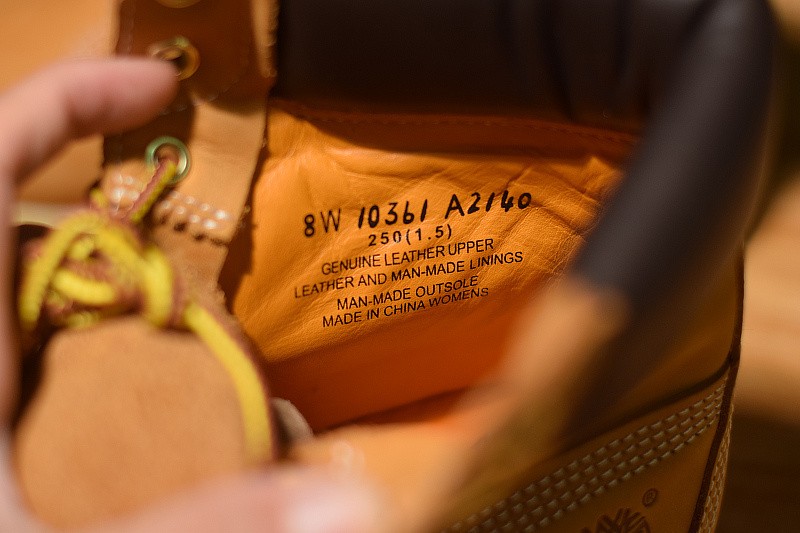 8W 10361 A2140
250(1.5)
GENUINE LEATHER UPPER
LEATHER AND MAN-MADE LININGS
MAN-MADE OUTSOLE
MADE IN CHINA WOMENS
®